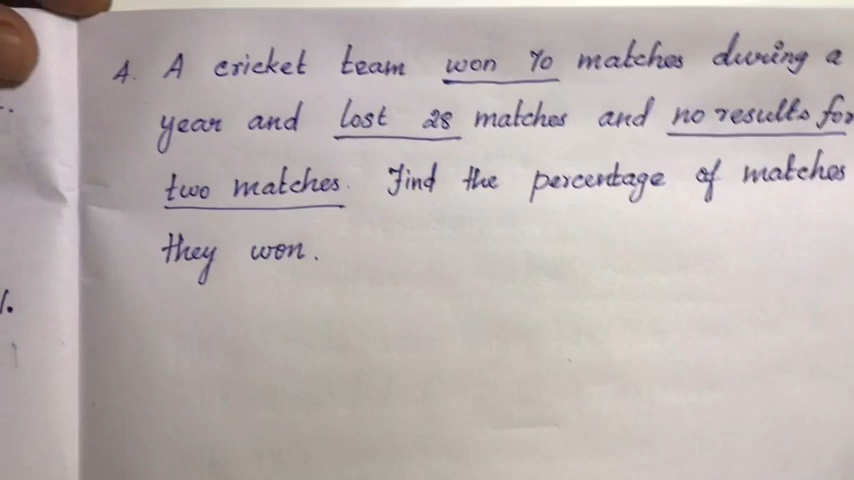 4. A cricket team won 70 matches during a
year and lost 28 matches and no results for
two matches. Find the percentage of matches
they won.